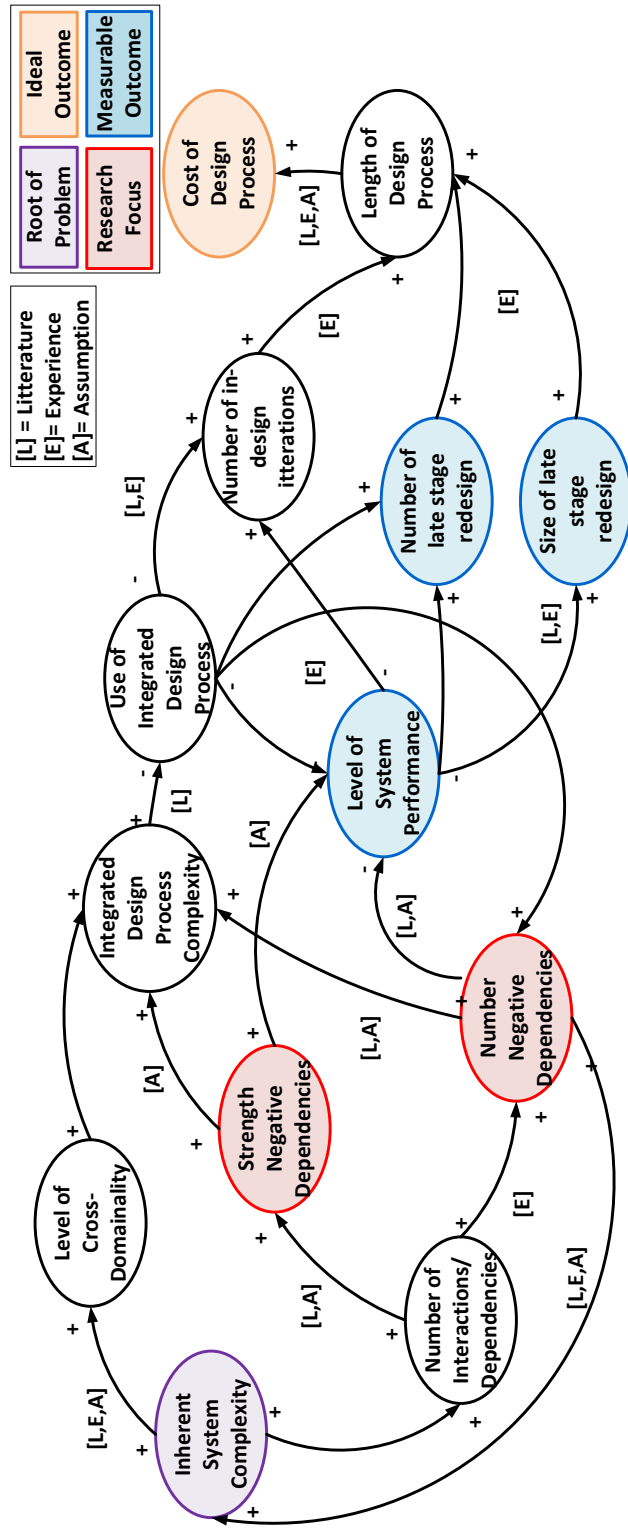 [L] = Litterature
[E]= Experience
[A]= Assumption
Root of
Problem
Ideal
Outcome
Research
Focus
Measurable
Outcome
Inherent
System
Complexity
+
+
+
[L,E,A]
+
Level of
Cross-
Domainality
+
+
Integrated
Design
Process
Complexity
+
+
+
[L]
-
Use of
Integrated
Design
Process
-
-
[L,E]
+
Number of in-
design
itterations
+
+
[E]
+
Length of
Design
Process
+
+
[L,E,A]
+
Cost of
Design
Process
+
Number of
Interactions/
Dependencies
+
+
[L,A]
+
Strength
Negative
Dependencies
+
+
[A]
[A]
[E]
+
Number
Negative
Dependencies
+
+
+
[L,A]
[L,A]
-
[L,E,A]
Level of
System
Performance
-
-
[E]
+
+
Number of
late stage
redesign
+
[L,E]
+
Size of late
stage
redesign
+
[E]